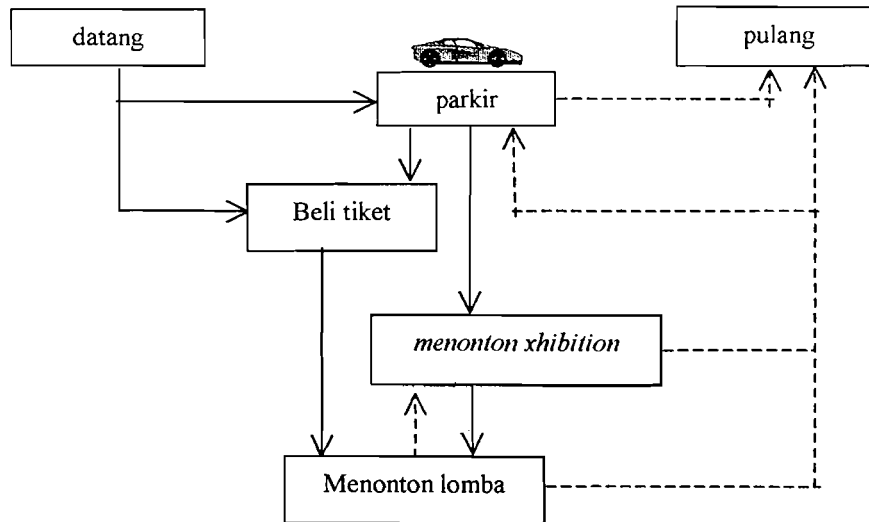 datang
pulang
parkir
Beli tiket
menonton xhibition
Menonton lomba